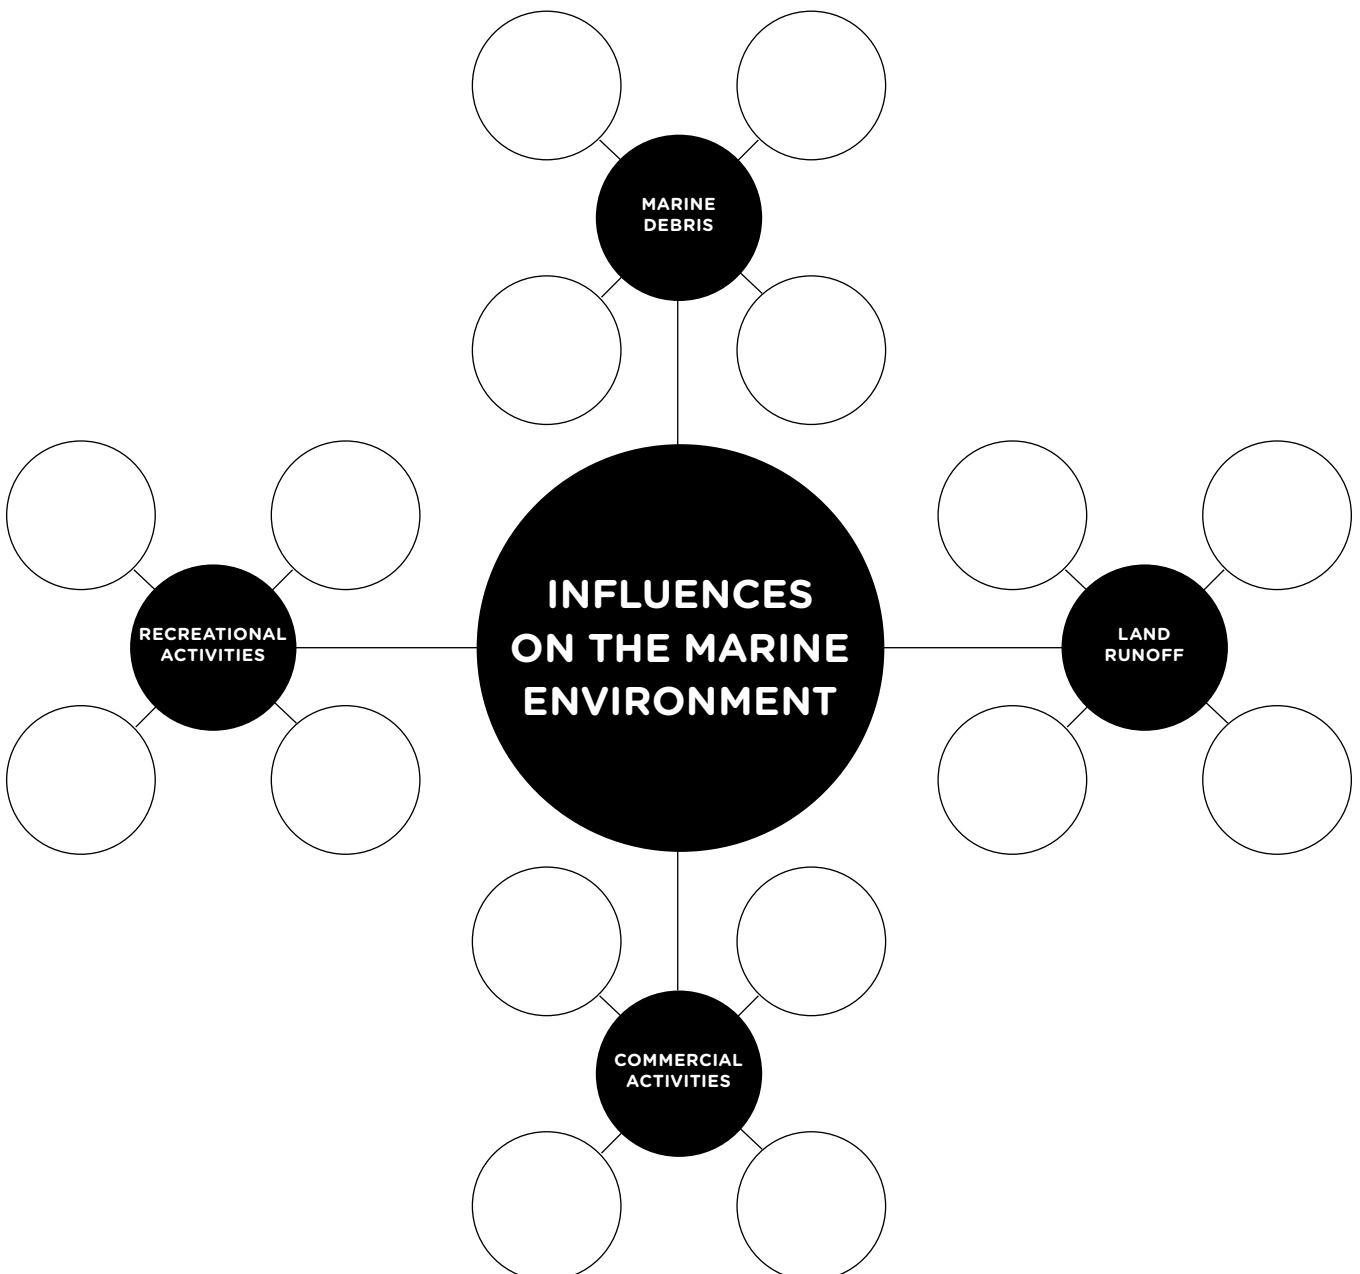 MARINE
DEBRIS
RECREATIONAL
ACTIVITIES
INFLUENCES
ON THE MARINE
ENVIRONMENT
LAND
RUNOFF
COMMERCIAL
ACTIVITIES